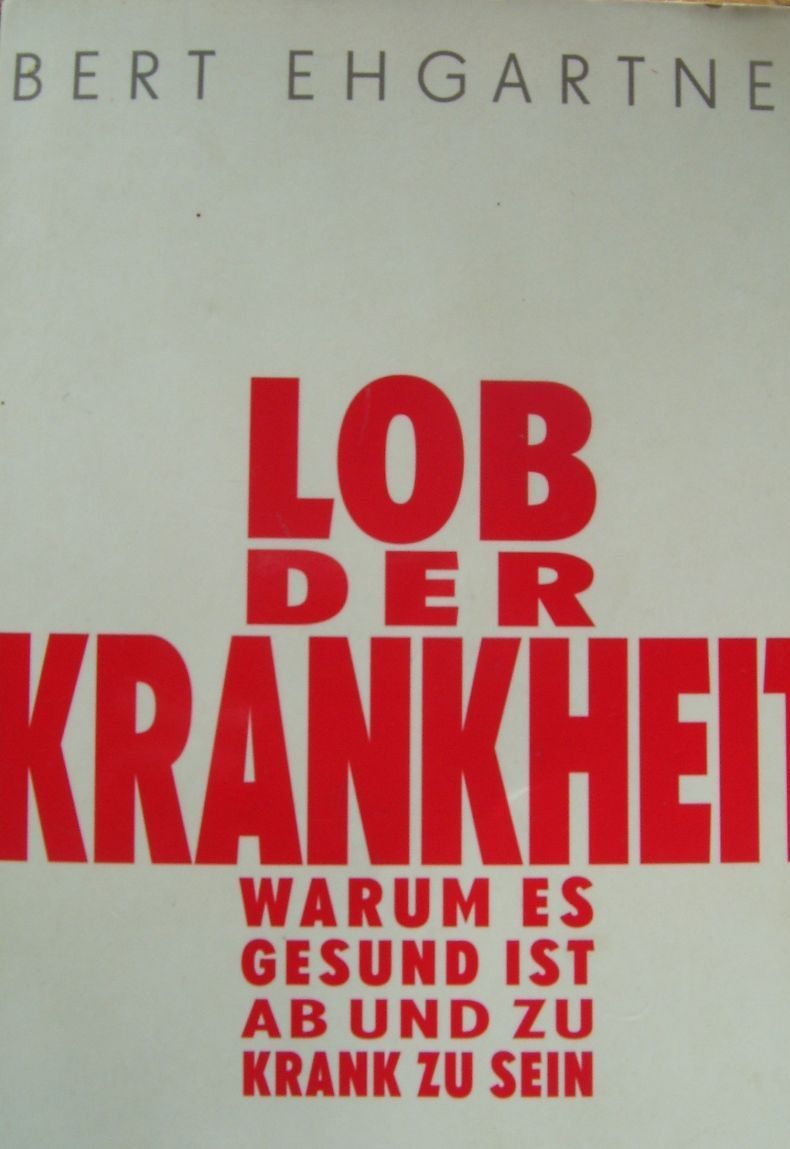 BERT EHGARTNE
LOB
DER
KRANKHEIT
WARUM ES
GESUND IST
AB UND ZU
KRANK ZU SEIN